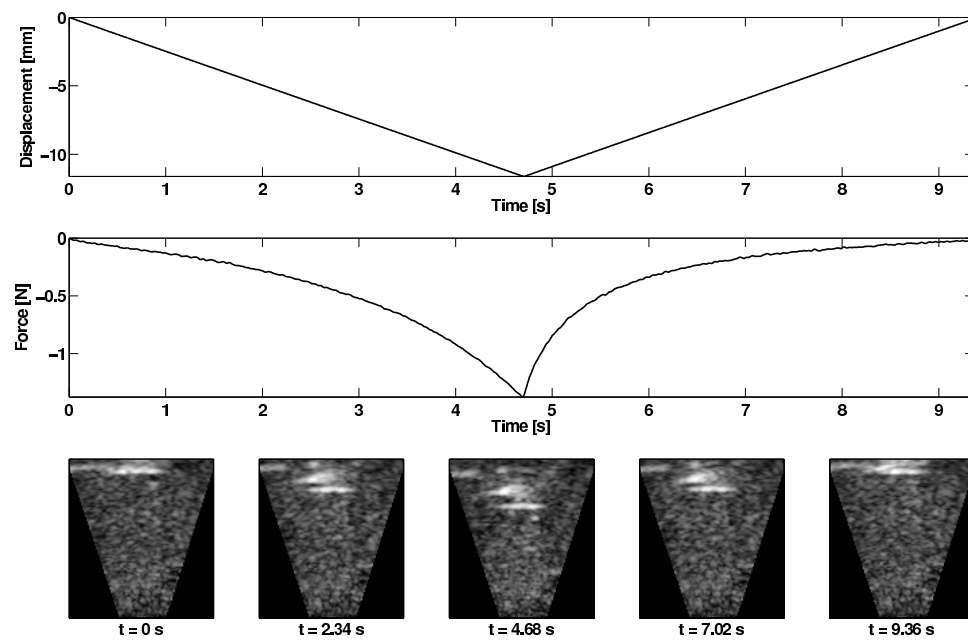 Displacement [mm]
0
−5
−10
0 1 2 3 4 5 6 7 8 9
Time [s]
Force [N]
0
−0.5
−1
0 1 2 3 4 5 6 7 8 9
Time [s]
t = 0 s t = 2.34 s t = 4.68 s t = 7.02 s t = 9.36 s